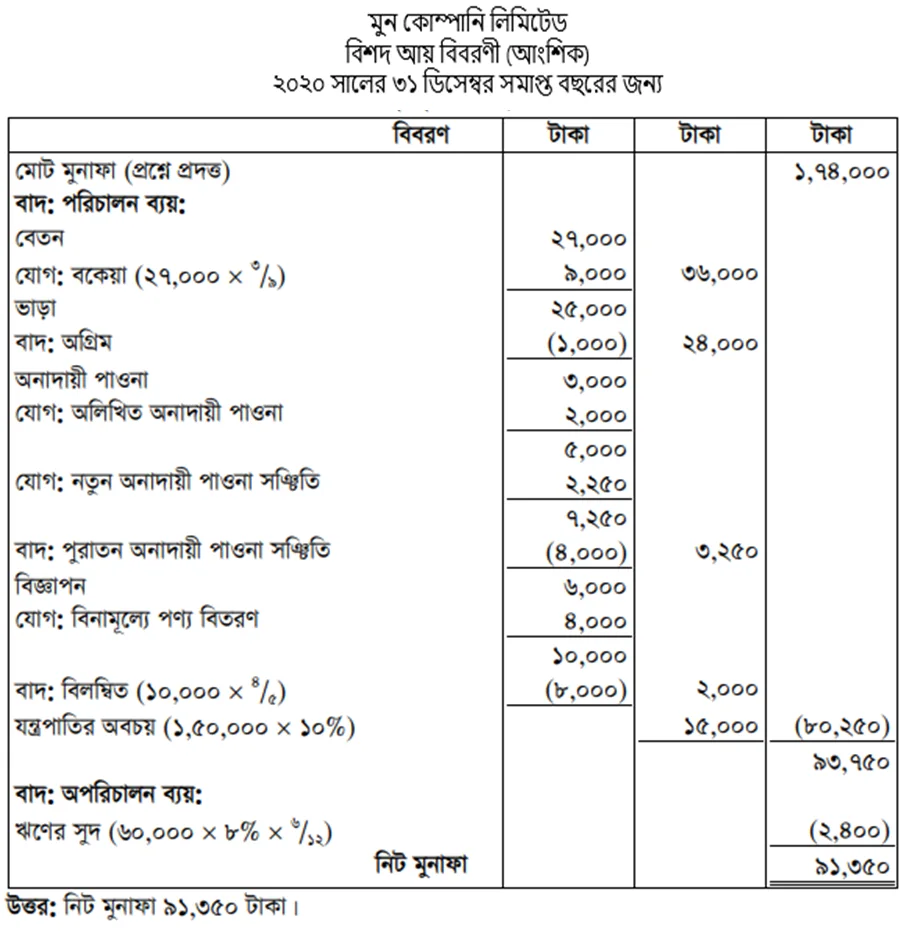 মুন কোম্পানি লিমিটেড
বিশদ আয় বিবরণী (আংশিক)
২০২০ সালের ৩১ ডিসেম্বর সমাপ্ত বছরের জন্য
বিবরণ টাকা টাকা টাকা
মোট মুনাফা (প্রশ্নে প্রদত্ত) ১,৭৪,০০০
বাদ: পরিচালন ব্যয়:
বেতন ২৭,০০০
যোগ: বকেয়া (২৭,০০০ × ৩/৯) ৯,০০০ ৩৬,০০০
ভাড়া ২৫,০০০
বাদ: অগ্রিম (১,০০০) ২৪,০০০
অনাদায়ী পাওনা ৩,০০০
যোগ: অলিখিত অনাদায়ী পাওনা ২,০০০
৫,০০০
যোগ: নতুন অনাদায়ী পাওনা সঞ্চিতি ২,২৫০
৭,২৫০
বাদ: পুরাতন অনাদায়ী পাওনা সঞ্চিতি (৪,০০০) ৩,২৫০
বিজ্ঞাপন ৬,০০০
যোগ: বিনামূল্যে পণ্য বিতরণ ৪,০০০
১০,০০০
বাদ: বিলম্বিত (১০,০০০ × ৪/৫) (৮,০০০) ২,০০০
যন্ত্রপাতির অবচয় (১,৫০,০০০ × ১০%) ১৫,০০০ (৮০,২৫০)
৯৩,৭৫০
বাদ: অপরিচালন ব্যয়:
ঋণের সুদ (৬০,০০০ × ৮% × ৬/১২) (২,৪০০)
নিট মুনাফা ৯১,৩৫০
উত্তর: নিট মুনাফা ৯১,৩৫০ টাকা।